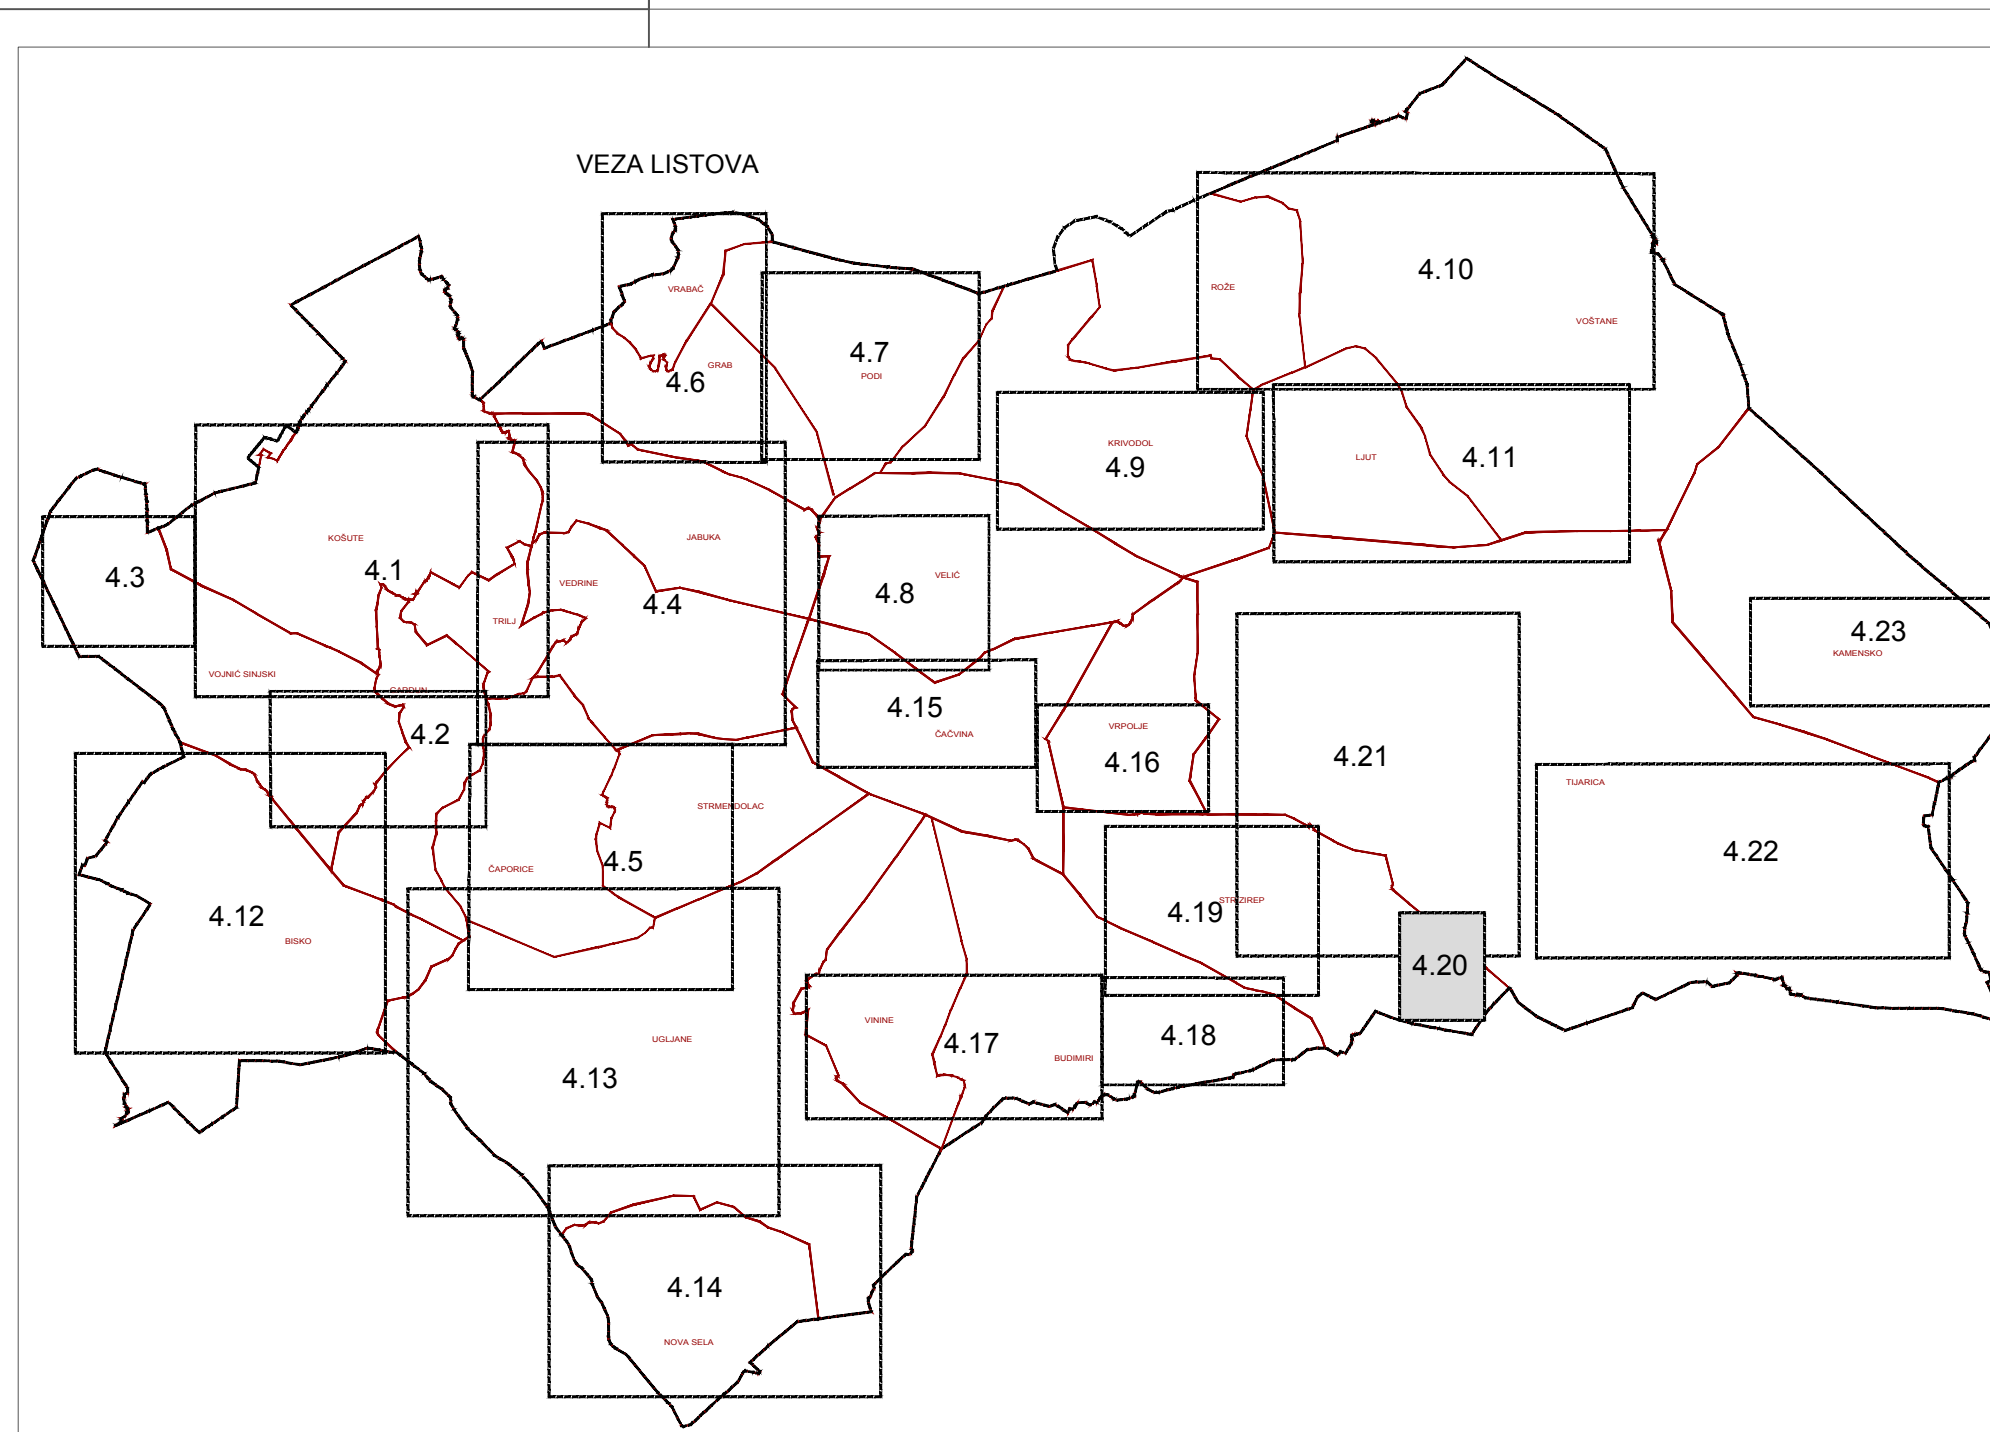 VEZA LISTOVA
4.10
VRABAČ
ROŽE
VOŠTANE
4.7
GRAB
PODI
4.6
KRIVODOL
4.9
LJUT
4.11
KOŠUTE
JABUKA
4.1
4.3
VEDRINE
VELIĆ
4.8
4.4
TRILJ
4.23
KAMENSKO
VOJNIĆ SINJSKI
GARDUN
4.15
4.2
ČAČVINA
VRPOLJE
4.16
4.21
TIJARICA
STRMENDOLAC
4.22
4.5
ČAPORICE
STRIZIREP
4.19
4.12
BISKO
4.20
VININE
UGLJANE
4.17
4.18
BUDIMIRI
4.13
4.14
NOVA SELA